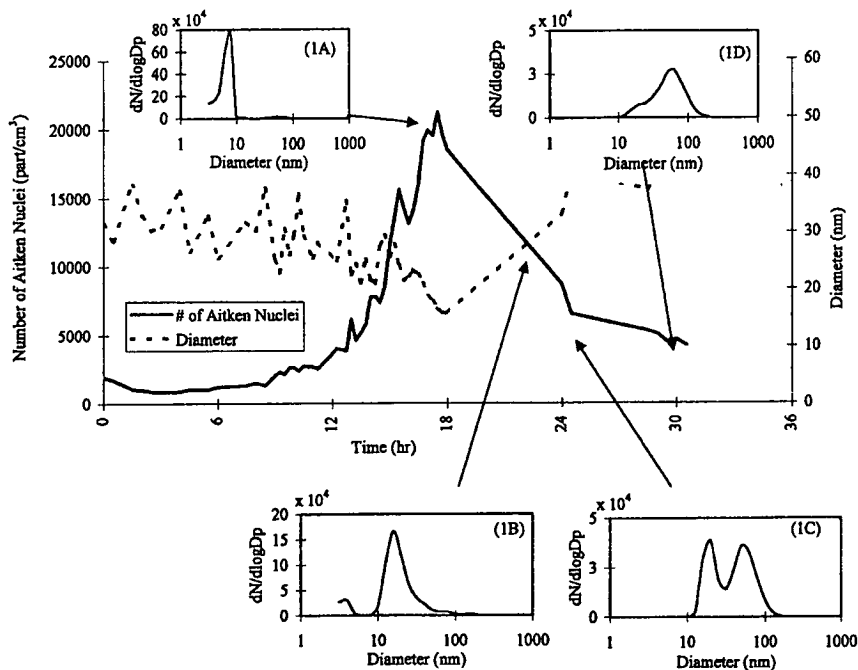 x 10⁴
80
60
40
20
0
dN/dlogDp
(1A)
1 10 100 1000
Diameter (nm)
x 10⁴
5
3
0
dN/dlogDp
(1D)
1 10 100 1000
Diameter (nm)
Number of Aitken Nuclei (part/cm³)
25000
20000
15000
10000
5000
0
# of Aitken Nuclei
Diameter
60
50
40
30
20
10
0
Diameter (nm)
0 6 12 18 24 30 36
Time (hr)
x 10⁴
20
15
10
5
0
dN/dlogDp
(1B)
1 10 100 1000
Diameter (nm)
x 10⁴
5
3
0
dN/dlogDp
(1C)
1 10 100 1000
Diameter (nm)